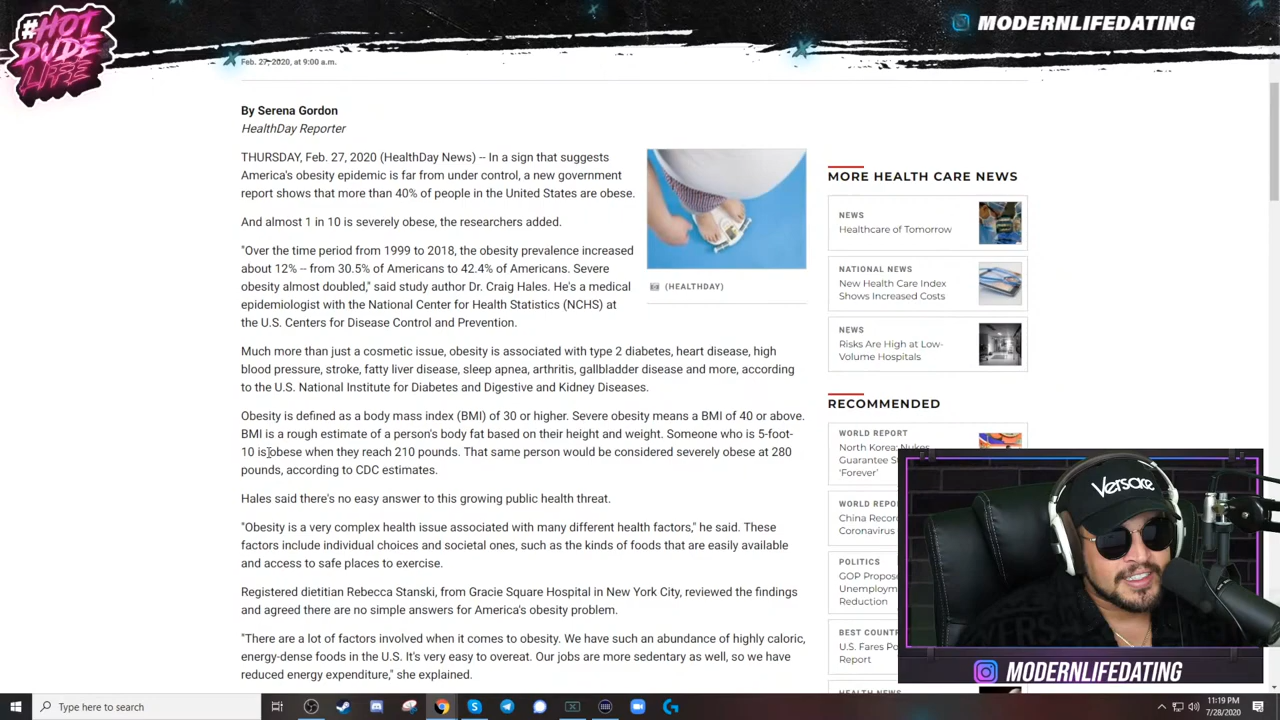 #HOT
DUDE
LIFE
MODERNLIFEDATING
Feb. 27, 2020, at 9:00 a.m.
By Serena Gordon
HealthDay Reporter
THURSDAY, Feb. 27, 2020 (HealthDay News) -- In a sign that suggests
America's obesity epidemic is far from under control, a new government
report shows that more than 40% of people in the United States are obese.
And almost 1 in 10 is severely obese, the researchers added.
"Over the time period from 1999 to 2018, the obesity prevalence increased
about 12% -- from 30.5% of Americans to 42.4% of Americans. Severe
obesity almost doubled," said study author Dr. Craig Hales. He's a medical
epidemiologist with the National Center for Health Statistics (NCHS) at
the U.S. Centers for Disease Control and Prevention.
(HEALTHDAY)
Much more than just a cosmetic issue, obesity is associated with type 2 diabetes, heart disease, high
blood pressure, stroke, fatty liver disease, sleep apnea, arthritis, gallbladder disease and more, according
to the U.S. National Institute for Diabetes and Digestive and Kidney Diseases.
Obesity is defined as a body mass index (BMI) of 30 or higher. Severe obesity means a BMI of 40 or above.
BMI is a rough estimate of a person's body fat based on their height and weight. Someone who is 5-foot-
10 is obese when they reach 210 pounds. That same person would be considered severely obese at 280
pounds, according to CDC estimates.
Hales said there's no easy answer to this growing public health threat.
"Obesity is a very complex health issue associated with many different health factors," he said. These
factors include individual choices and societal ones, such as the kinds of foods that are easily available
and access to safe places to exercise.
Registered dietitian Rebecca Stanski, from Gracie Square Hospital in New York City, reviewed the findings
and agreed there are no simple answers for America's obesity problem.
"There are a lot of factors involved when it comes to obesity. We have such an abundance of highly caloric,
energy-dense foods in the U.S. It's very easy to overeat. Our jobs are more sedentary as well, so we have
reduced energy expenditure," she explained.
MORE HEALTH CARE NEWS
NEWS
Healthcare of Tomorrow
NATIONAL NEWS
New Health Care Index
Shows Increased Costs
NEWS
Risks Are High at Low-
Volume Hospitals
RECOMMENDED
WORLD REPORT
North Korea: Nukes
Guarantee S
'Forever'
WORLD REPO
China Recor
Coronavirus
POLITICS
GOP Propos
Unemploym
Reduction
BEST COUNT
U.S. Fares Po
Report
HEALTH NEWS
Versace
MODERNLIFEDATING
Type here to search
11:19 PM
7/28/2020